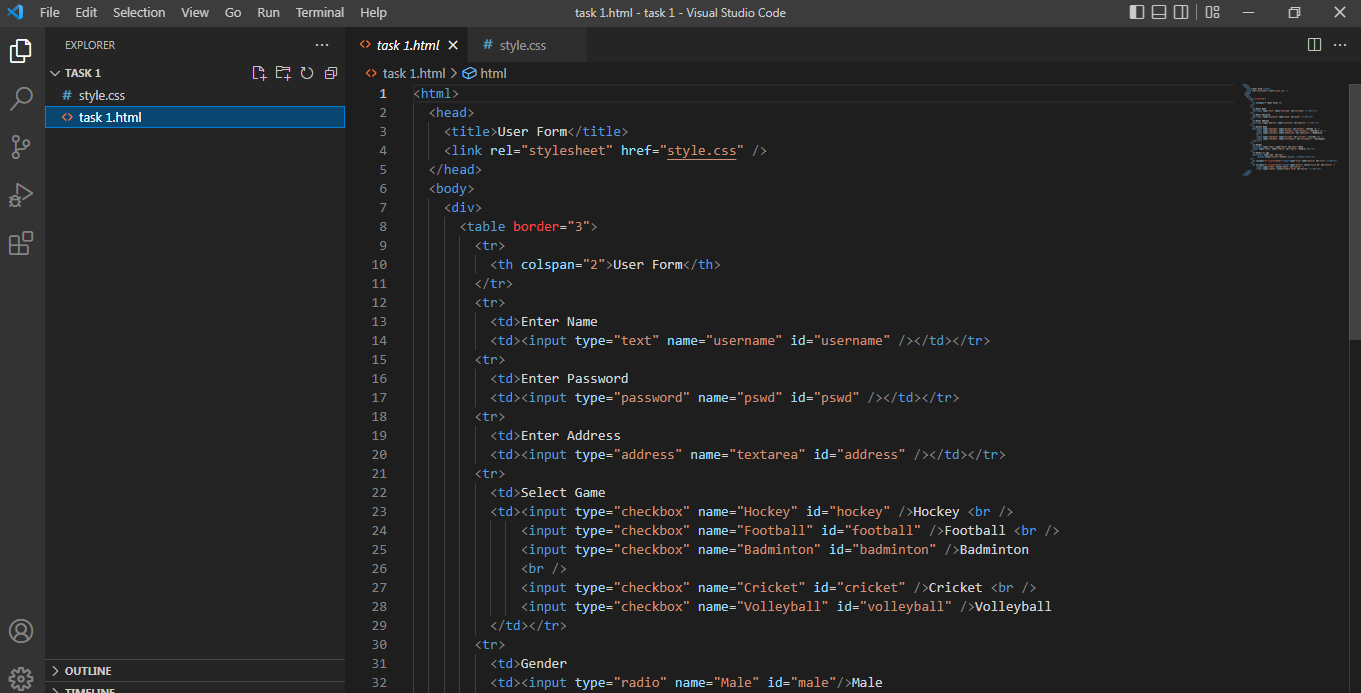 File Edit Selection View Go Run Terminal Help
task 1.html - task 1 - Visual Studio Code
EXPLORER
TASK 1
style.css
task 1.html
OUTLINE
TIMELINE
task 1.html
style.css
task 1.html > html
1 <html>
2 <head>
3 <title>User Form</title>
4 <link rel="stylesheet" href="style.css" />
5 </head>
6 <body>
7 <div>
8 <table border="3">
9 <tr>
10 <th colspan="2">User Form</th>
11 </tr>
12 <tr>
13 <td>Enter Name
14 <td><input type="text" name="username" id="username" /></td></tr>
15 <tr>
16 <td>Enter Password
17 <td><input type="password" name="pswd" id="pswd" /></td></tr>
18 <tr>
19 <td>Enter Address
20 <td><input type="address" name="textarea" id="address" /></td></tr>
21 <tr>
22 <td>Select Game
23 <td><input type="checkbox" name="Hockey" id="hockey" />Hockey <br />
24 <input type="checkbox" name="Football" id="football" />Football <br />
25 <input type="checkbox" name="Badminton" id="badminton" />Badminton
26 <br />
27 <input type="checkbox" name="Cricket" id="cricket" />Cricket <br />
28 <input type="checkbox" name="Volleyball" id="volleyball" />Volleyball
29 </td></tr>
30 <tr>
31 <td>Gender
32 <td><input type="radio" name="Male" id="male"/>Male